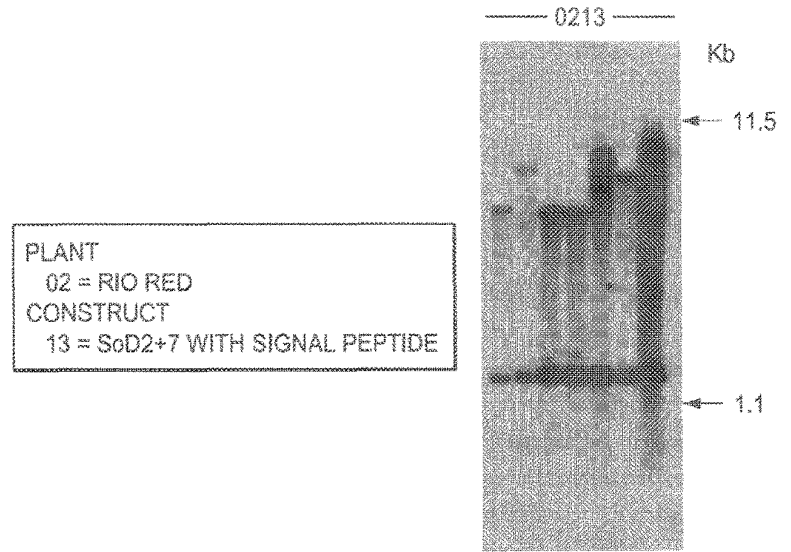 0213
Kb
11.5
PLANT
02 = RIO RED
CONSTRUCT
13 = SoD2+7 WITH SIGNAL PEPTIDE
1.1